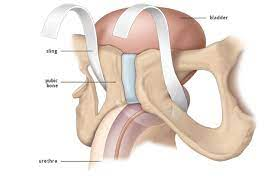 bladder
sling
pubic
bone
urethra